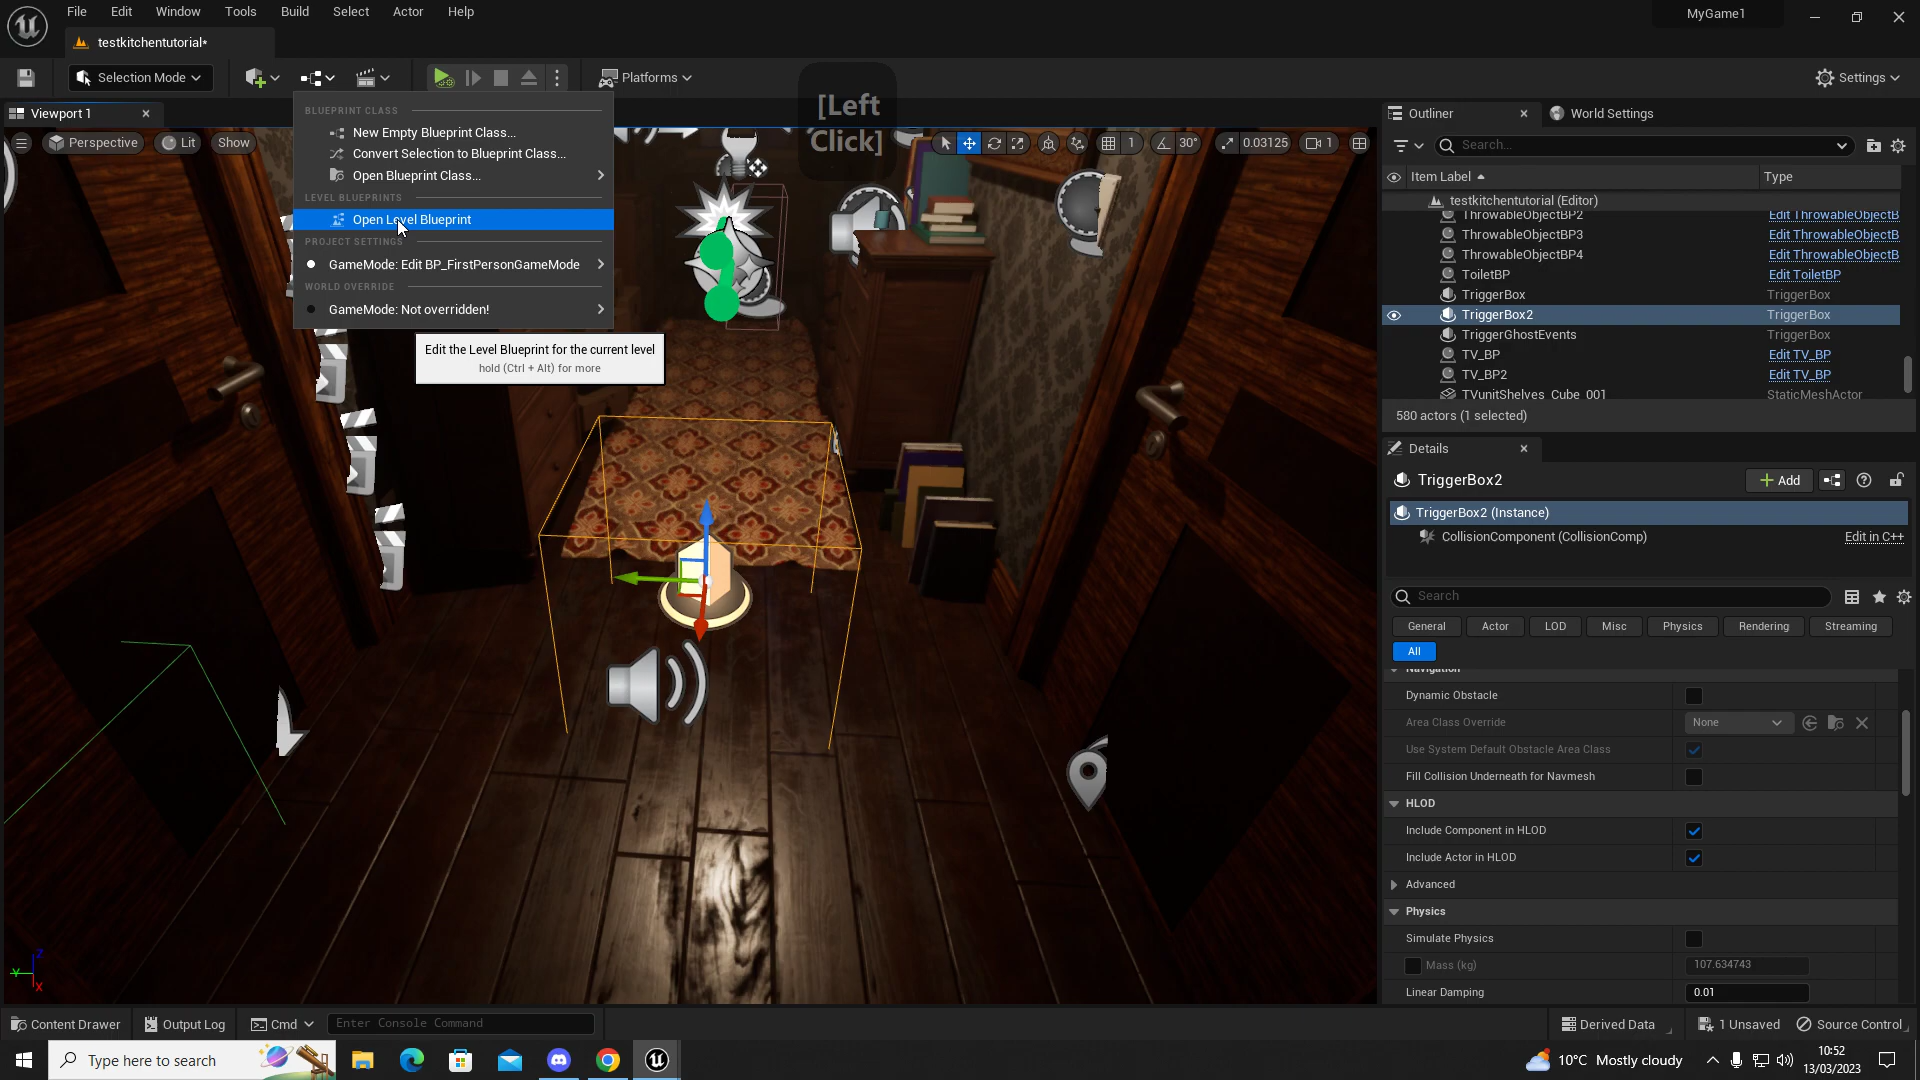 File Edit Window Tools Build Select Actor Help
MyGame1
testkitchentutorial*
Selection Mode
Platforms
Settings
[Left
Click]
Viewport 1
Perspective Lit Show
1 30° 0.03125 1
BLUEPRINT CLASS
New Empty Blueprint Class...
Convert Selection to Blueprint Class...
Open Blueprint Class...
LEVEL BLUEPRINTS
Open Level Blueprint
PROJECT SETTINGS
GameMode: Edit BP_FirstPersonGameMode
WORLD OVERRIDE
GameMode: Not overridden!
Edit the Level Blueprint for the current level
hold (Ctrl + Alt) for more
Outliner
World Settings
Search...
Item Label Type
testkitchentutorial (Editor)
ThrowableObjectBP2 Edit ThrowableObjectB
ThrowableObjectBP3 Edit ThrowableObjectB
ThrowableObjectBP4 Edit ThrowableObjectB
ToiletBP Edit ToiletBP
TriggerBox TriggerBox
TriggerBox2 TriggerBox
TriggerGhostEvents TriggerBox
TV_BP Edit TV_BP
TV_BP2 Edit TV_BP
TVunitShelves_Cube_001 StaticMeshActor
580 actors (1 selected)
Details
TriggerBox2
Add
TriggerBox2 (Instance)
CollisionComponent (CollisionComp) Edit in C++
Search
General Actor LOD Misc Physics Rendering Streaming
All
Navigation
Dynamic Obstacle
Area Class Override None
Use System Default Obstacle Area Class
Fill Collision Underneath for Navmesh
HLOD
Include Component in HLOD
Include Actor in HLOD
Advanced
Physics
Simulate Physics
Mass (kg) 107.634743
Linear Damping 0.01
Z
Y
X
Content Drawer Output Log Cmd Enter Console Command
Derived Data 1 Unsaved Source Control
Type here to search
10°C Mostly cloudy
10:52
13/03/2023